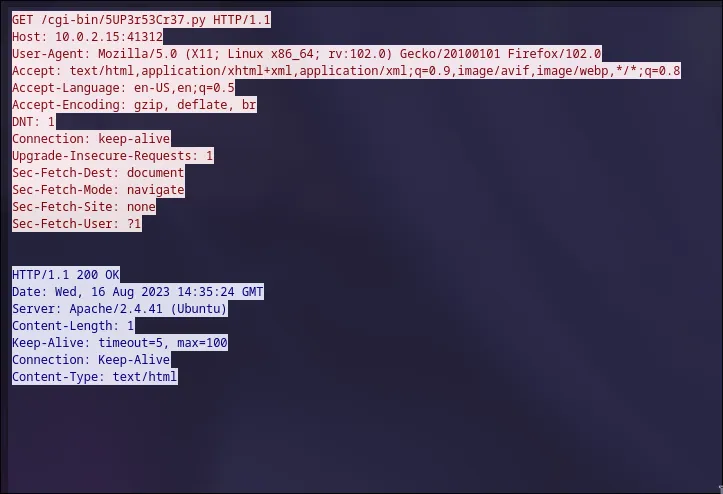 GET /cgi-bin/5UP3r53Cr37.py HTTP/1.1
Host: 10.0.2.15:41312
User-Agent: Mozilla/5.0 (X11; Linux x86_64; rv:102.0) Gecko/20100101 Firefox/102.0
Accept: text/html,application/xhtml+xml,application/xml;q=0.9,image/avif,image/webp,*/*;q=0.8
Accept-Language: en-US,en;q=0.5
Accept-Encoding: gzip, deflate, br
DNT: 1
Connection: keep-alive
Upgrade-Insecure-Requests: 1
Sec-Fetch-Dest: document
Sec-Fetch-Mode: navigate
Sec-Fetch-Site: none
Sec-Fetch-User: ?1
HTTP/1.1 200 OK
Date: Wed, 16 Aug 2023 14:35:24 GMT
Server: Apache/2.4.41 (Ubuntu)
Content-Length: 1
Keep-Alive: timeout=5, max=100
Connection: Keep-Alive
Content-Type: text/html